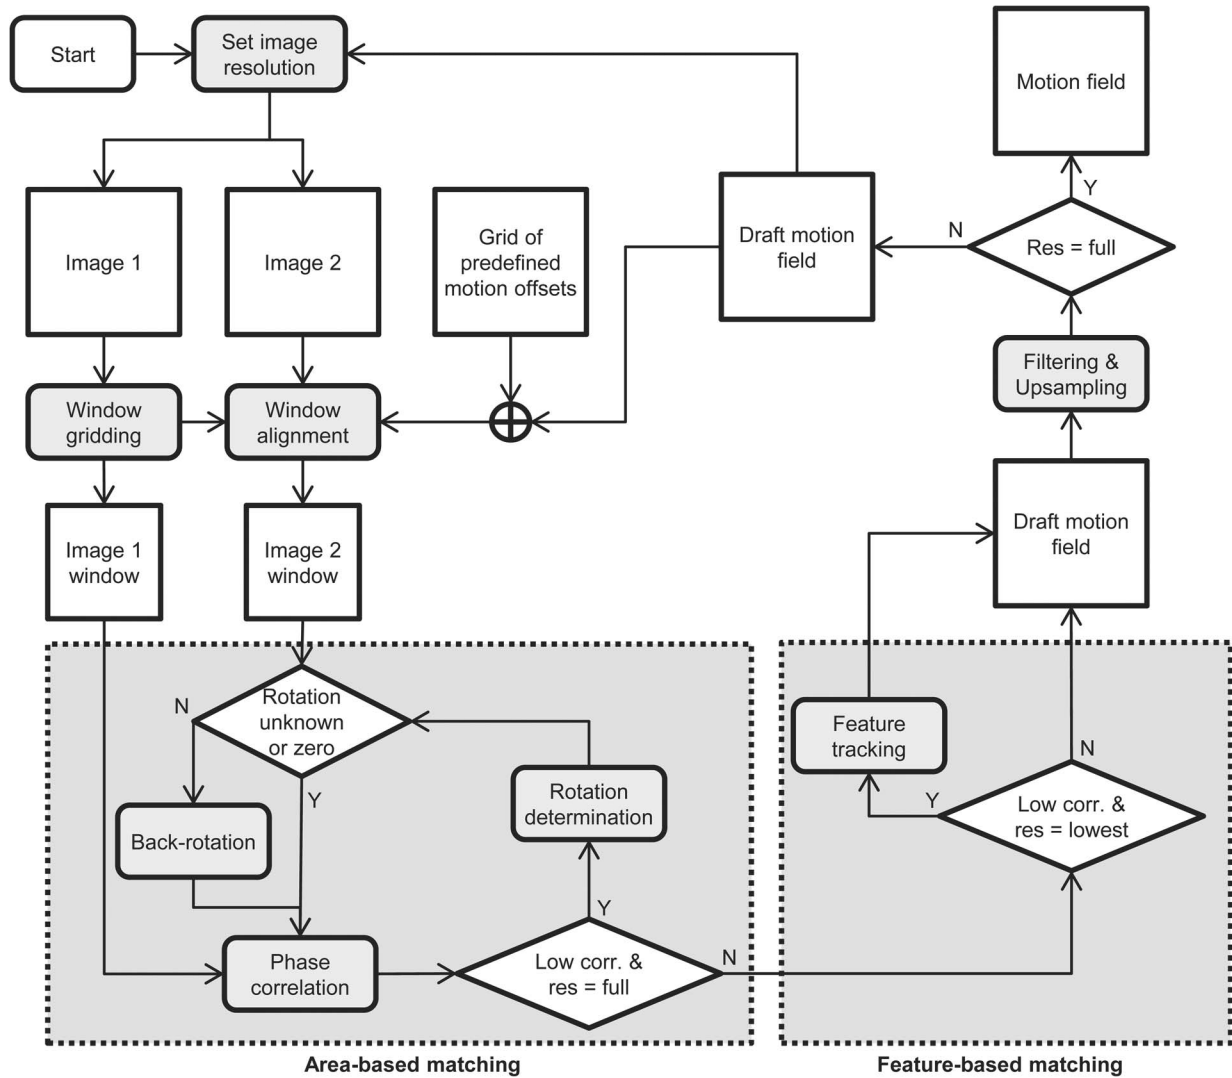 Start
Set image
resolution
Motion field
Image 1
Image 2
Grid of
predefined
motion offsets
Draft motion
field
N
Y
Res = full
Window
gridding
Window
alignment
Filtering &
Upsampling
Image 1
window
Image 2
window
Draft motion
field
Rotation
unknown
or zero
N
Y
Back-rotation
Rotation
determination
Y
Phase
correlation
Low corr. &
res = full
N
Feature
tracking
Y
N
Low corr. &
res = lowest
Area-based matching
Feature-based matching